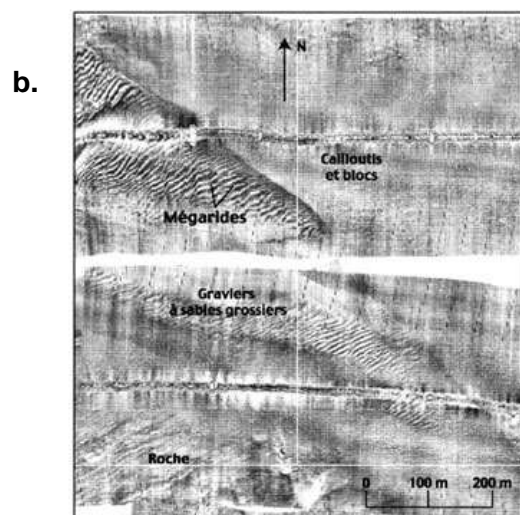 b.
N
Cailloutis
et blocs
Mégarides
Graviers
à sables grossiers
Roche
0 100 m 200 m